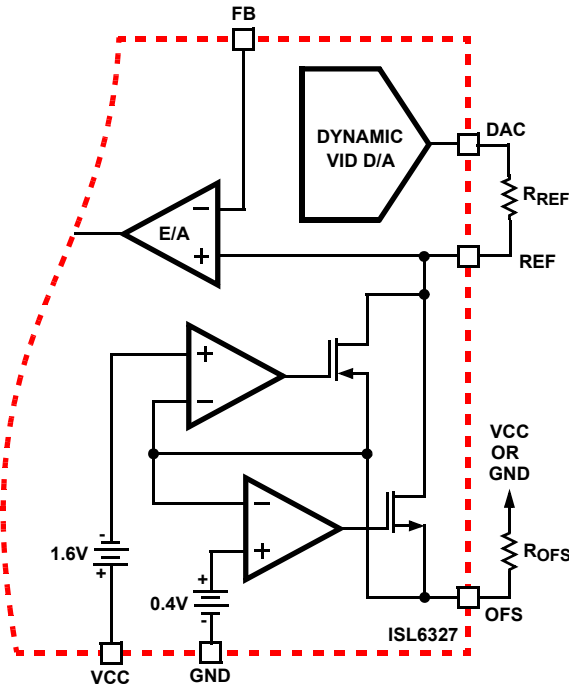 FB
DYNAMIC
VID D/A
DAC
RREF
E/A
-
+
REF
+
-
VCC
OR
GND
-
+
-
1.6V
+
ROFS
+
0.4V
-
OFS
ISL6327
VCC
GND